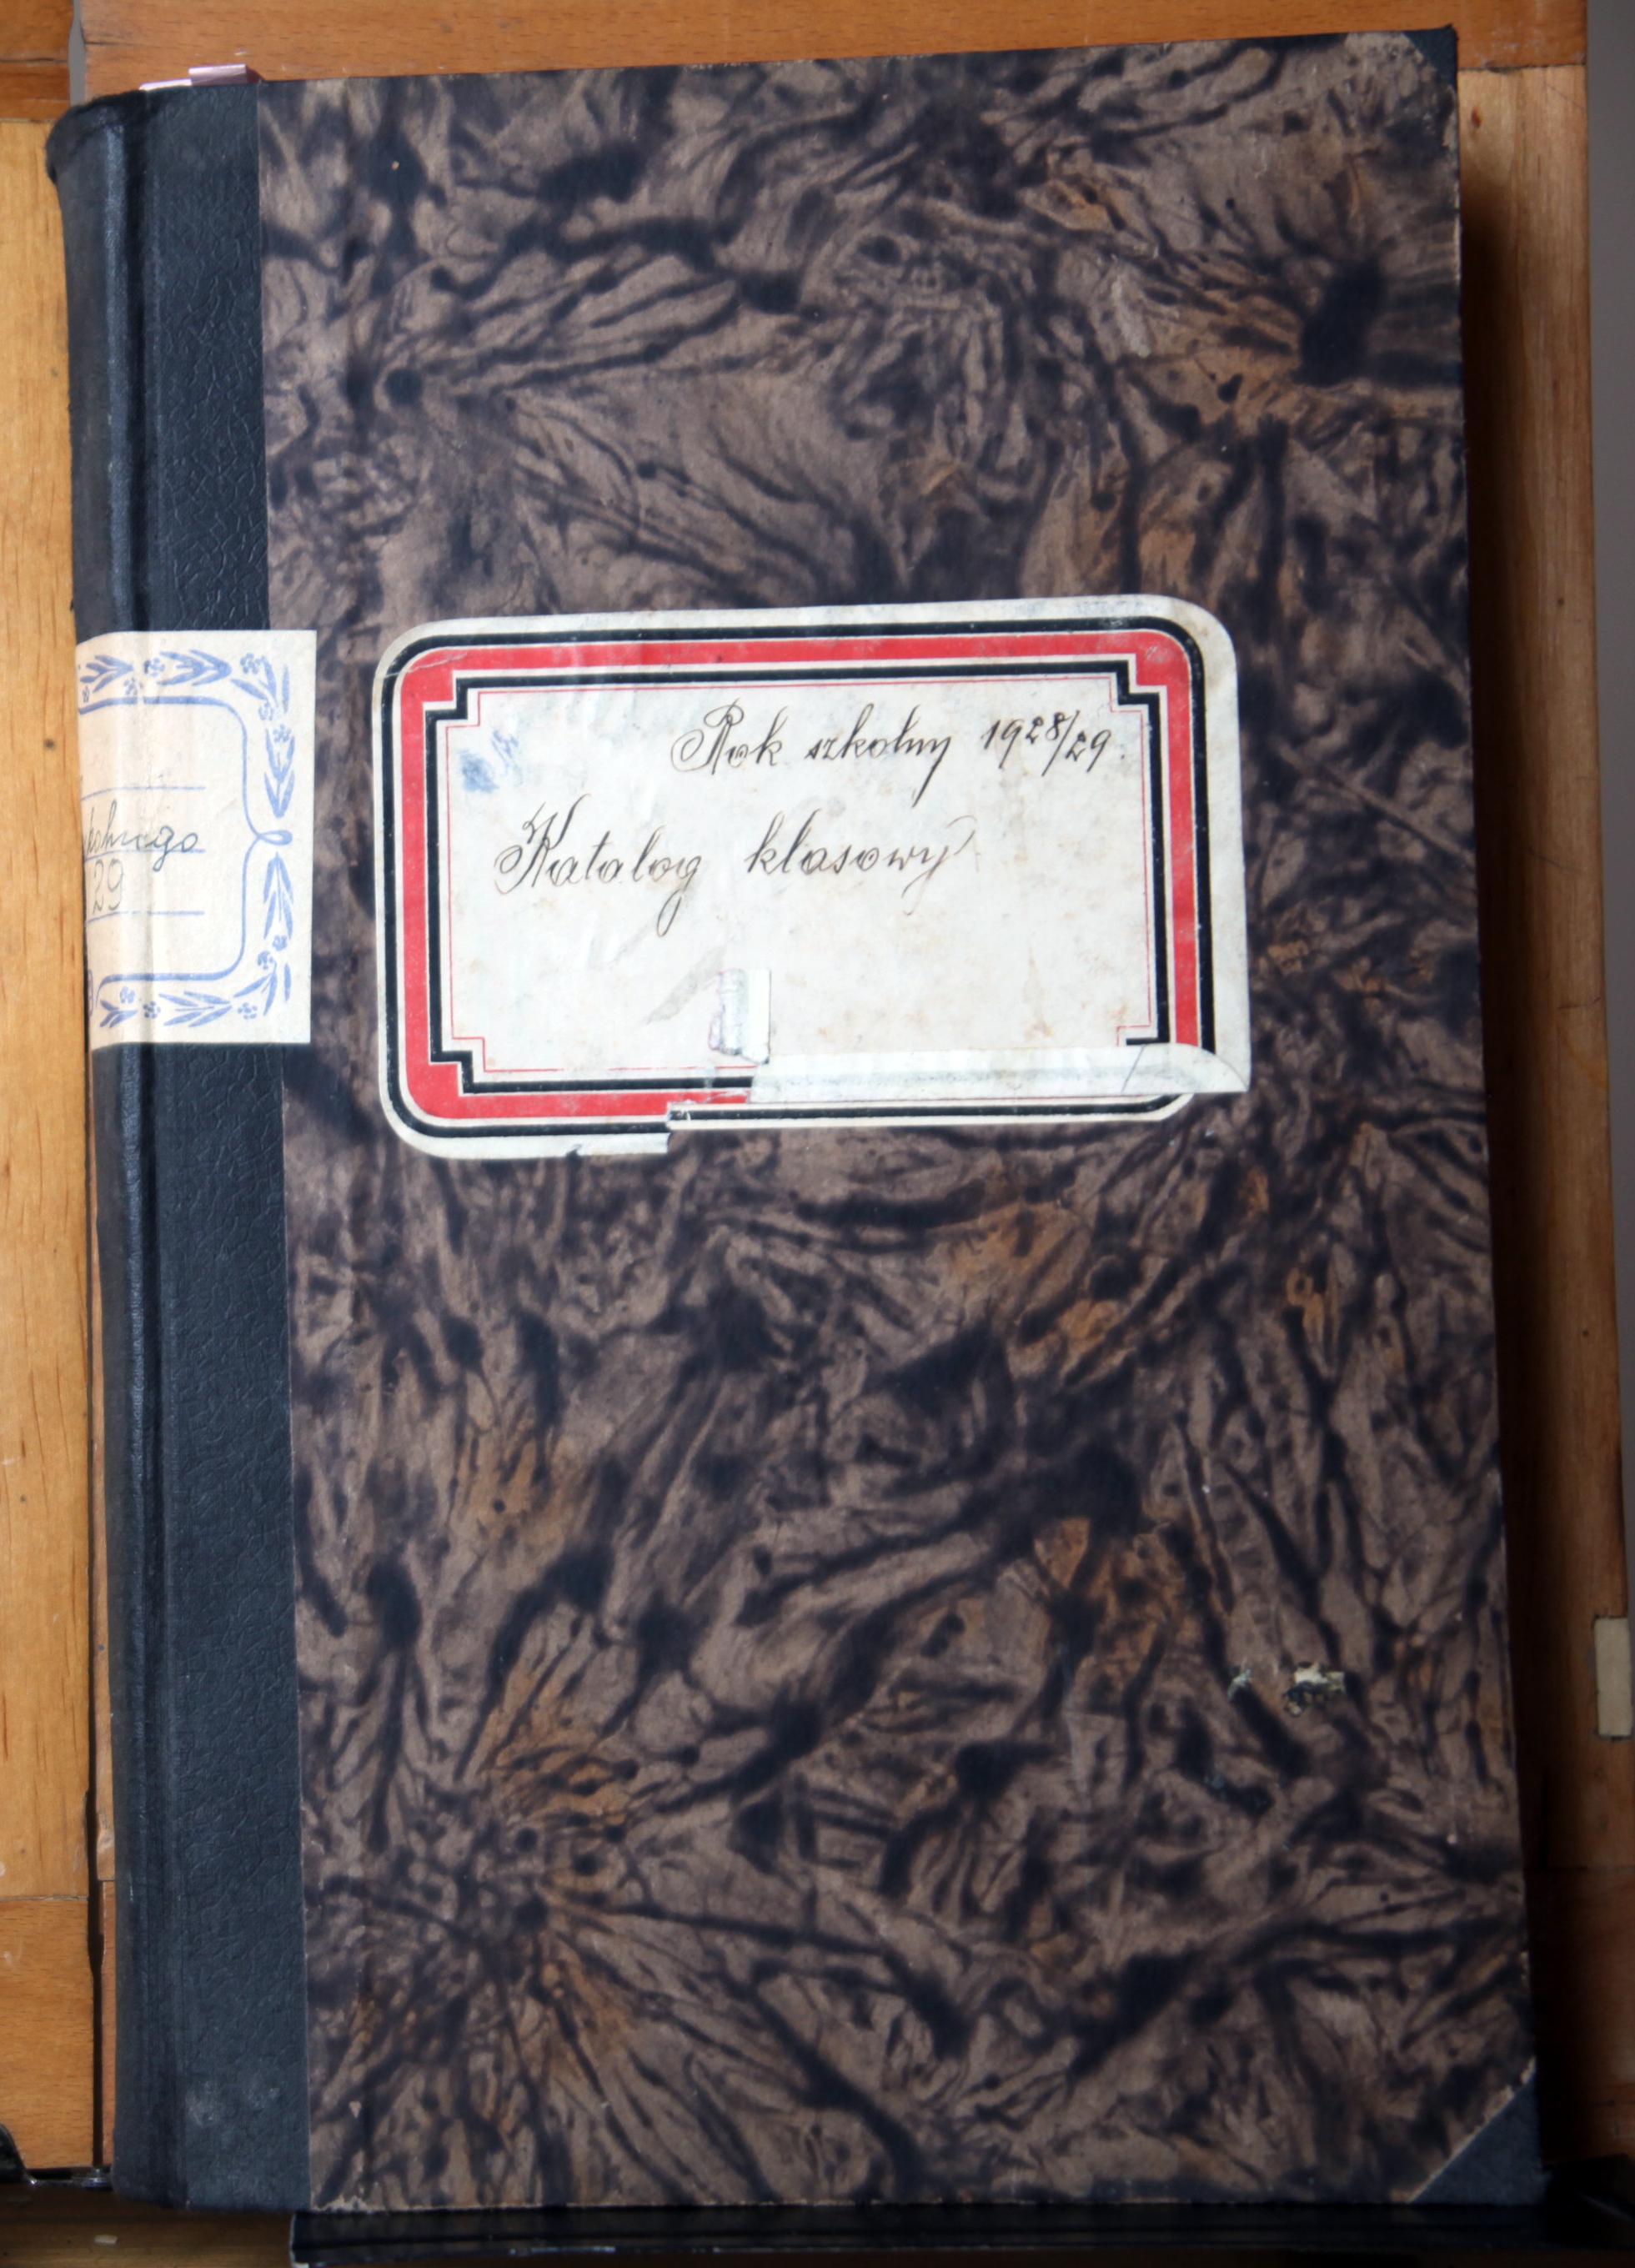 Rok szkolny 1928/29.
Katalog klasowy
29